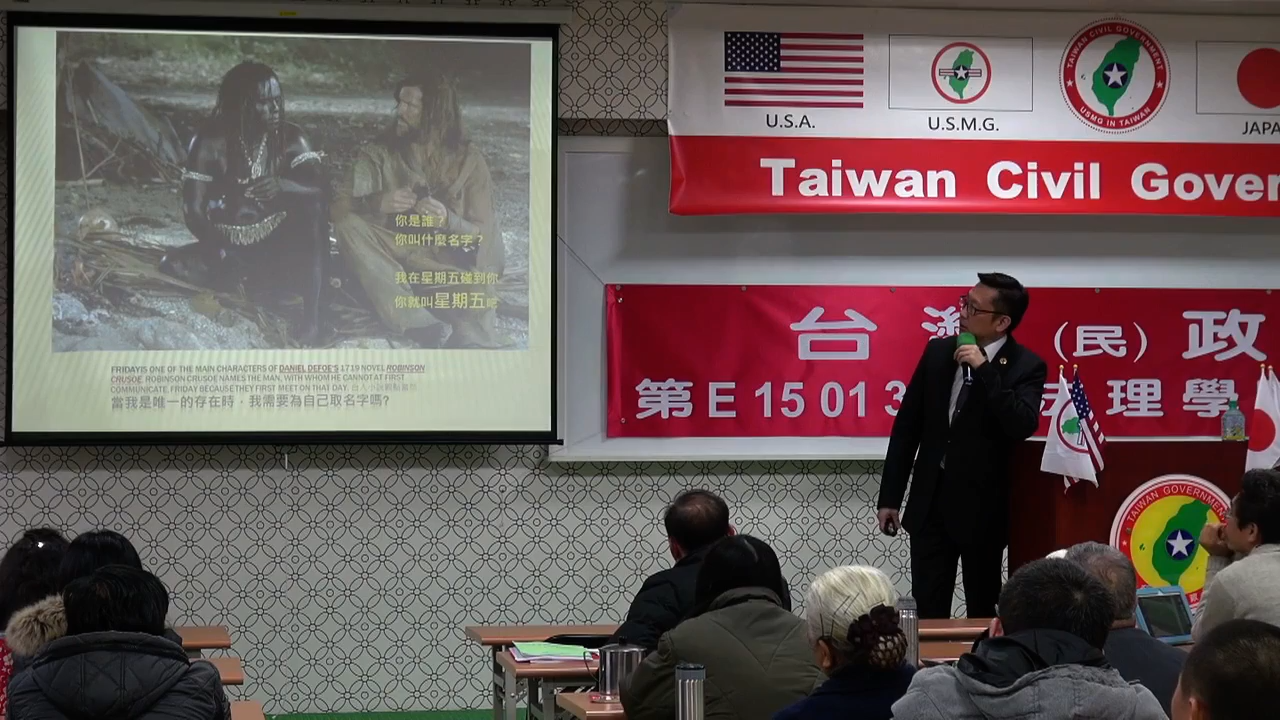 你是誰?
你叫什麼名字?
我在星期五碰到你
你就叫星期五吧
FRIDAYIS ONE OF THE MAIN CHARACTERS OF DANIEL DEFOE'S 1719 NOVEL ROBINSON
CRUSOE. ROBINSON CRUSOE NAMES THE MAN, WITH WHOM HE CANNOT AT FIRST
COMMUNICATE, FRIDAY BECAUSE THEY FIRST MEET ON THAT DAY.
當我是唯一的存在時,我需要為自己取名字嗎?
U.S.A.
U.S.M.G.
TAIWAN CIVIL GOVERNMENT
USMG IN TAIWAN
JAPA
Taiwan Civil Gover
台 灣 (民) 政
第E 15 01 3 法 理 學
TAIWAN GOVERNMENT